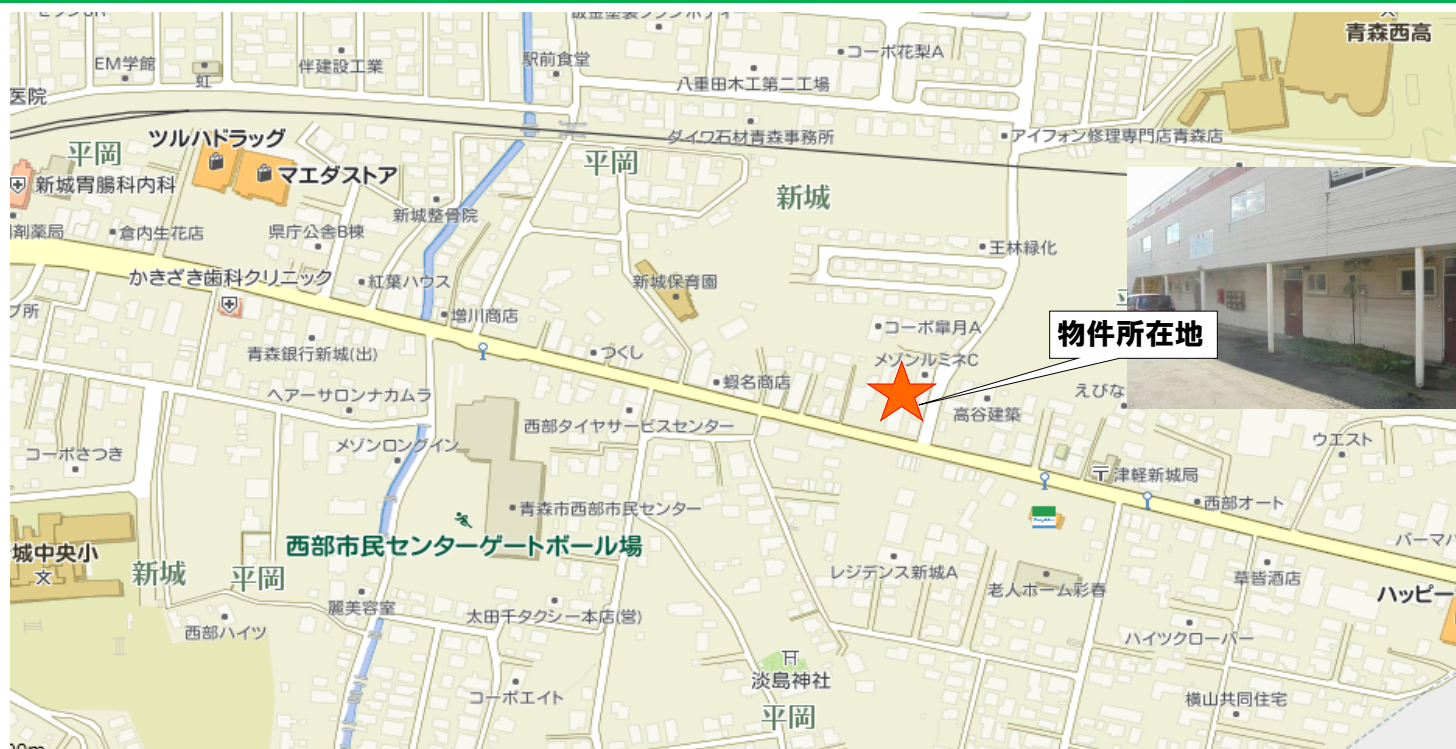 青森西高
コーポ花梨A
EM学館
伴建設工業
駅前食堂
虹
八重田木工第二工場
医院
ツルハドラッグ
ダイワ石材青森事務所
アイフォン修理専門店青森店
平岡
平岡
マエダストア
新城胃腸科内科
新城
新城整骨院
剤薬局
倉内生花店
県庁公舎B棟
王林緑化
かきざき歯科クリニック
紅葉ハウス
新城保育園
プ所
増川商店
コーポ皐月A
物件所在地
青森銀行新城(出)
つくし
メゾンルミネC
蝦名商店
ヘアーサロンナカムラ
えびな
高谷建築
西部タイヤサービスセンター
メゾンロングイン
ウエスト
コーポさつき
津軽新城局
青森市西部市民センター
西部オート
西部市民センターゲートボール場
城中央小
新城
平岡
レジデンス新城A
老人ホーム彩春
草皆酒店
ハッピー
麗美容室
太田千タクシー本店(営)
西部ハイツ
ハイツクローバー
淡島神社
コーポエイト
横山共同住宅
平岡